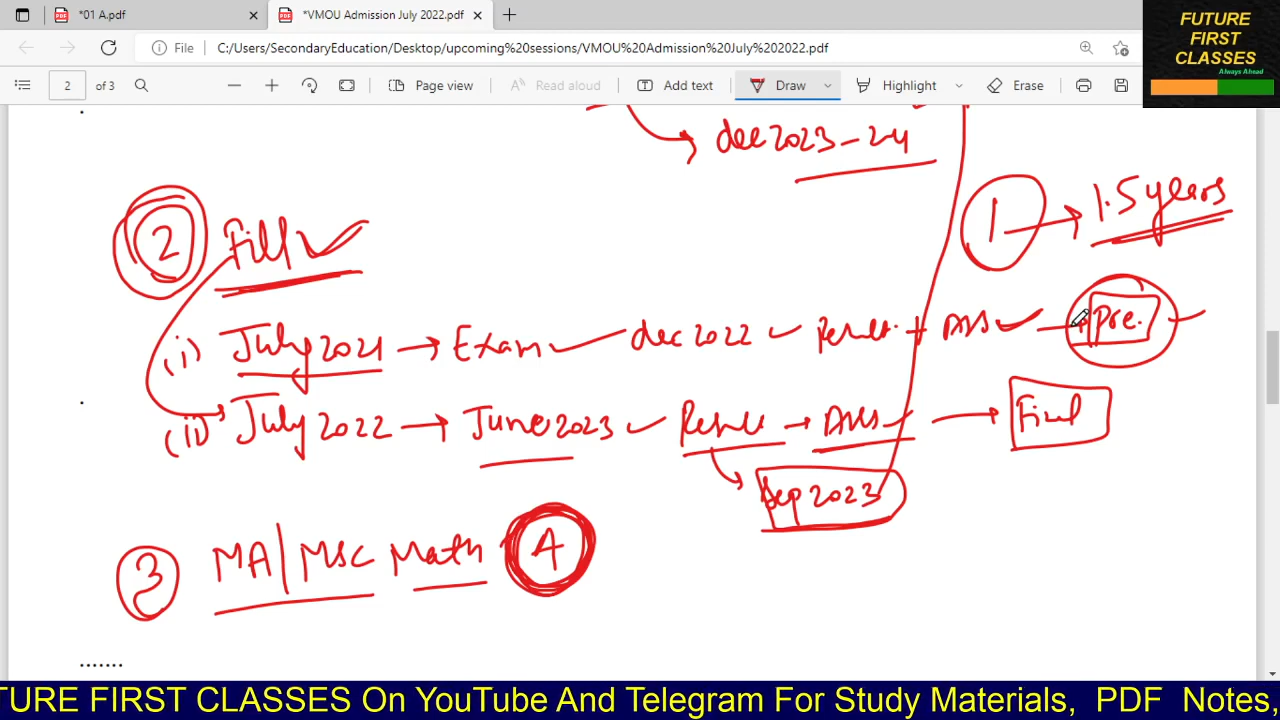 *01 A.pdf
*VMOU Admission July 2022.pdf
FUTURE
FIRST
CLASSES
Always Ahead
File
C:/Users/SecondaryEducation/Desktop/upcoming%20sessions/VMOU%20Admission%20July%202022.pdf
2 of 3
Page view
Read aloud
Add text
Draw
Highlight
Erase
dec 2023-24
1 → 1.5 years
2 Fill ✓
(i) July 2021 → Exam ✓ dec 2022 ✓ Result + ASS ✓ → Pre.
(ii) July 2022 → June 2023 ✓ Result → ASS ✓ → Final
Sep 2023
3 MA|MSC Math - A
.......
TURE FIRST CLASSES On YouTube And Telegram For Study Materials, PDF Notes,